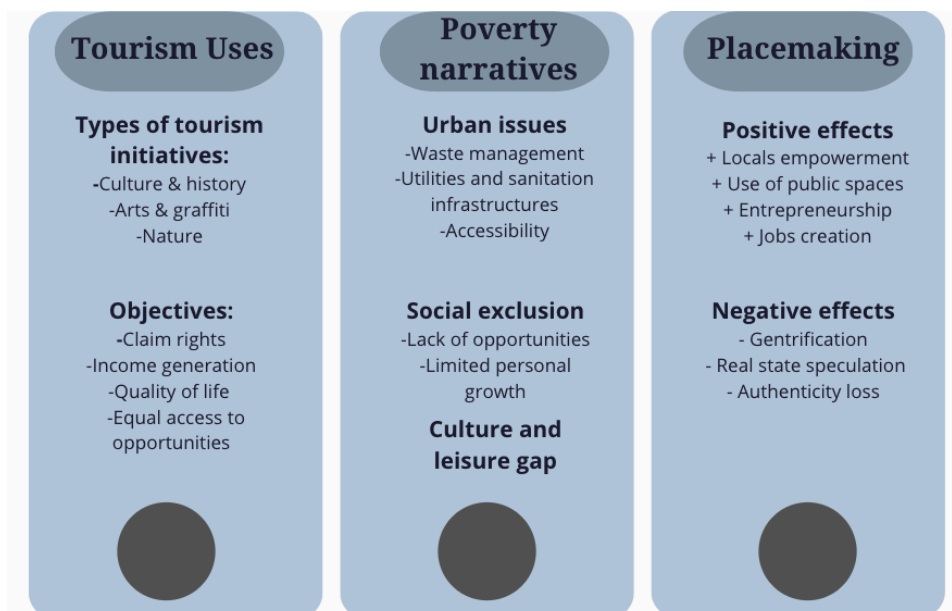 Tourism Uses
Types of tourism
initiatives:
-Culture & history
-Arts & graffiti
-Nature
Objectives:
-Claim rights
-Income generation
-Quality of life
-Equal access to
opportunities
Poverty
narratives
Urban issues
-Waste management
-Utilities and sanitation
infrastructures
-Accessibility
Social exclusion
-Lack of opportunities
-Limited personal
growth
Culture and
leisure gap
Placemaking
Positive effects
+ Locals empowerment
+ Use of public spaces
+ Entrepreneurship
+ Jobs creation
Negative effects
- Gentrification
- Real state speculation
- Authenticity loss